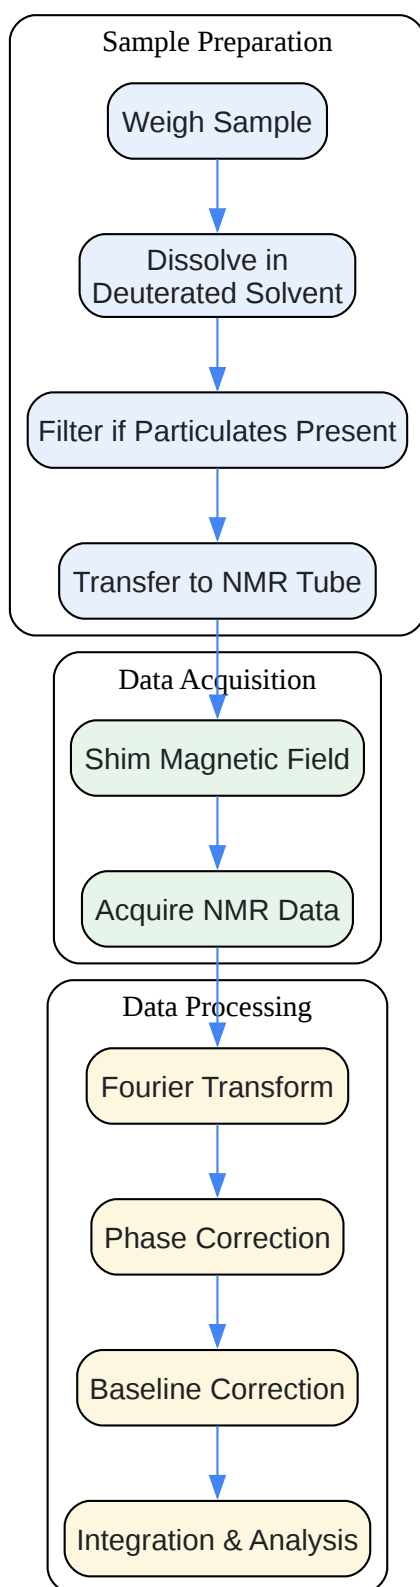 Sample Preparation
Weigh Sample
Dissolve in
Deuterated Solvent
Filter if Particulates Present
Transfer to NMR Tube
Data Acquisition
Shim Magnetic Field
Acquire NMR Data
Data Processing
Fourier Transform
Phase Correction
Baseline Correction
Integration & Analysis